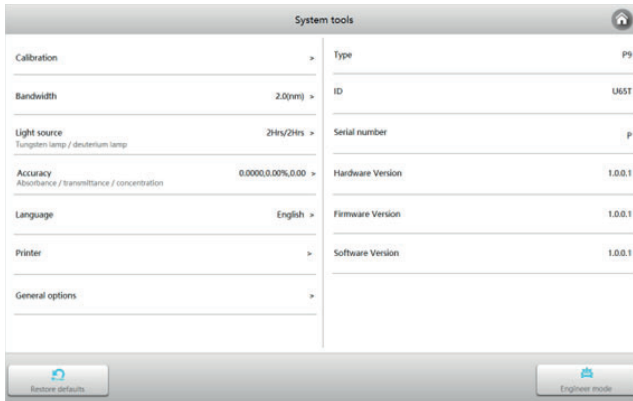 System tools
Calibration >
Bandwidth 2.0(nm) >
Light source 2Hrs/2Hrs >
Tungsten lamp / deuterium lamp
Accuracy 0.0000,0.00%,0.00 >
Absorbance / transmittance / concentration
Language English >
Printer >
General options >
Type P9
ID U65T
Serial number P
Hardware Version 1.0.0.1
Firmware Version 1.0.0.1
Software Version 1.0.0.1
Restore defaults
Engineer mode